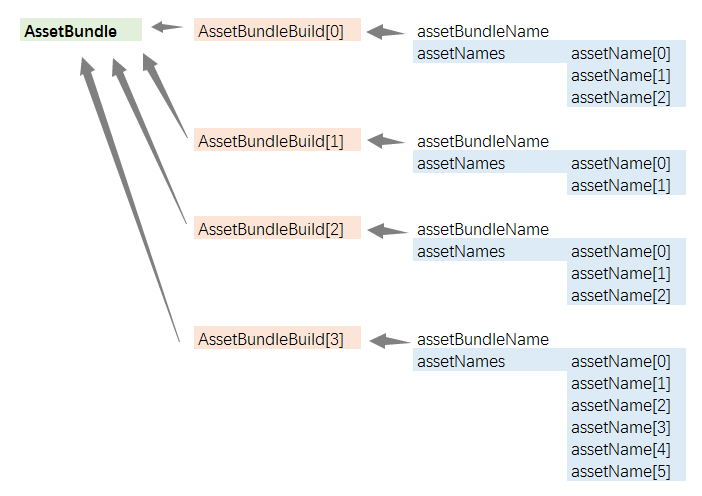 AssetBundle AssetBundleBuild[0] assetBundleName
assetNames assetName[0]
assetName[1]
assetName[2]
AssetBundleBuild[1] assetBundleName
assetNames assetName[0]
assetName[1]
AssetBundleBuild[2] assetBundleName
assetNames assetName[0]
assetName[1]
assetName[2]
AssetBundleBuild[3] assetBundleName
assetNames assetName[0]
assetName[1]
assetName[2]
assetName[3]
assetName[4]
assetName[5]